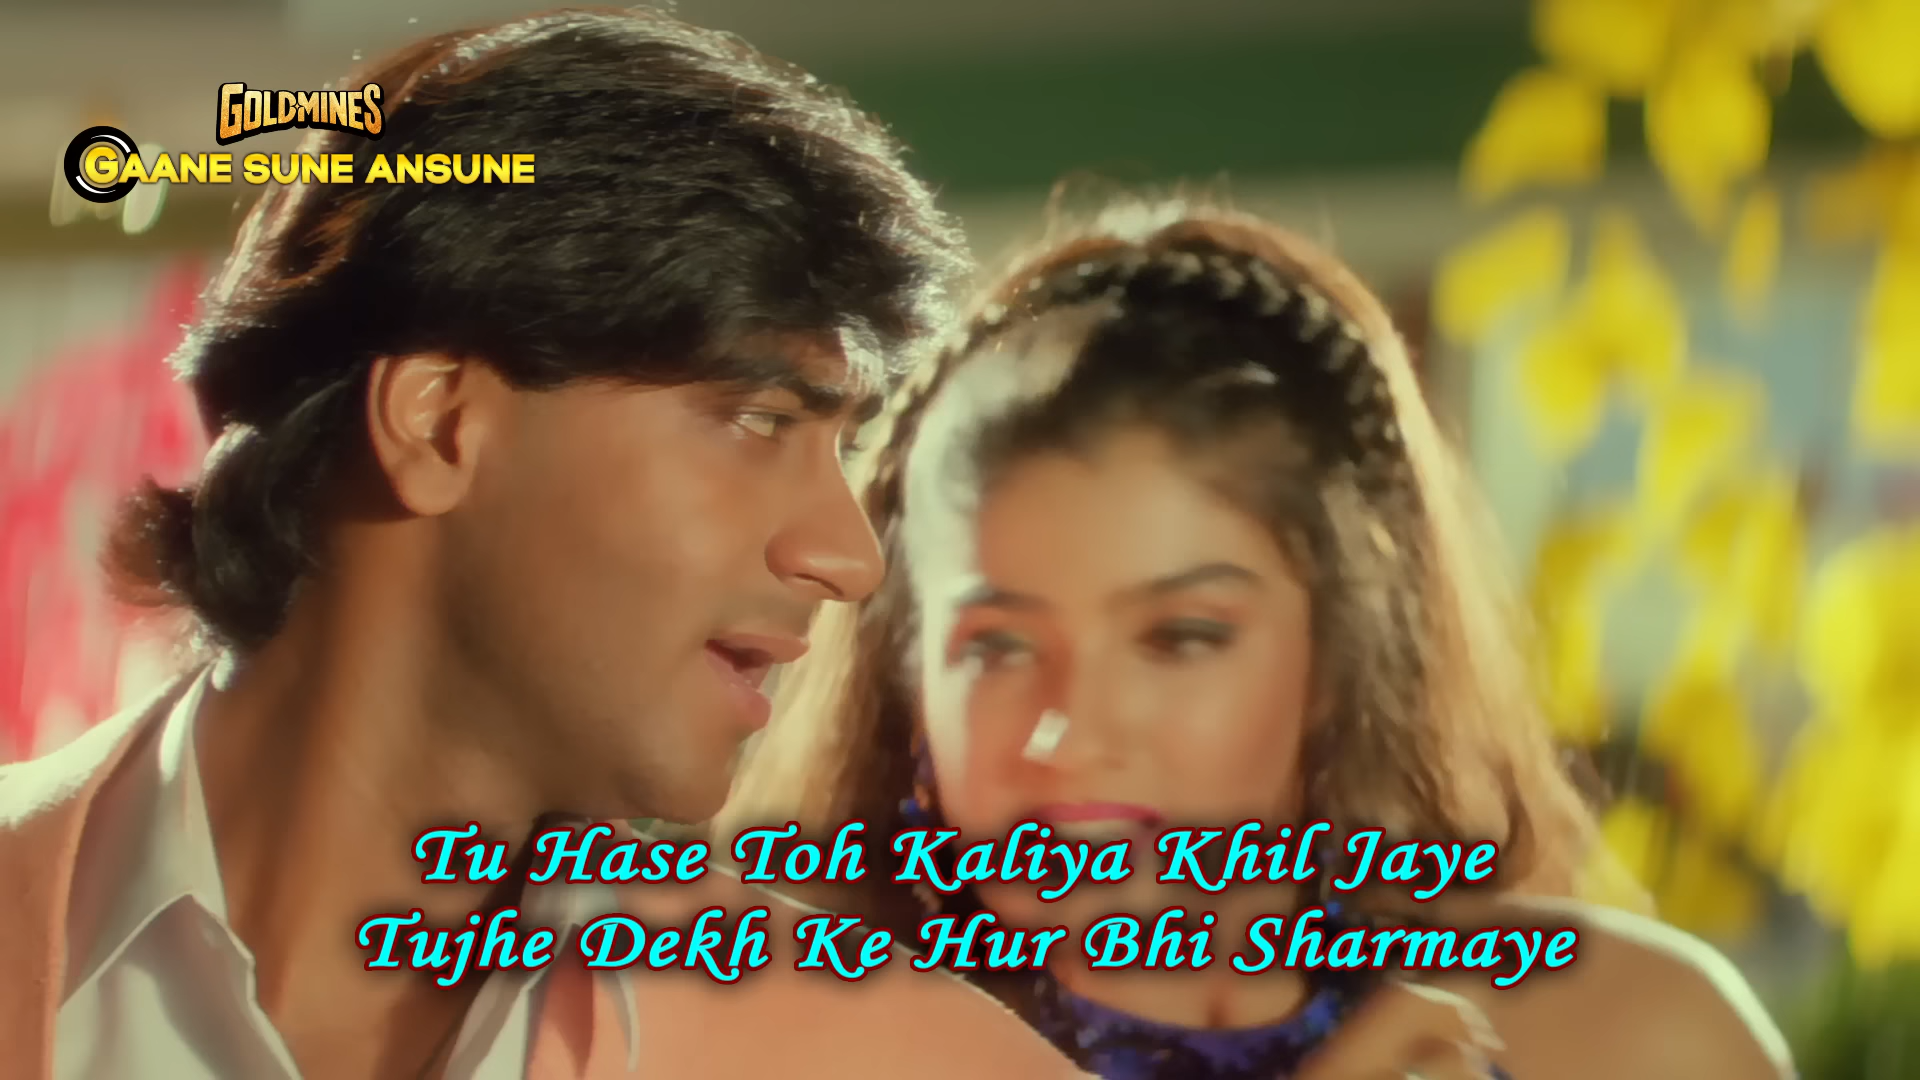 GOLDMINES
GAANE SUNE ANSUNE
Tu Hase Toh Kaliya Khil Jaye
Tujhe Dekh Ke Hur Bhi Sharmaye